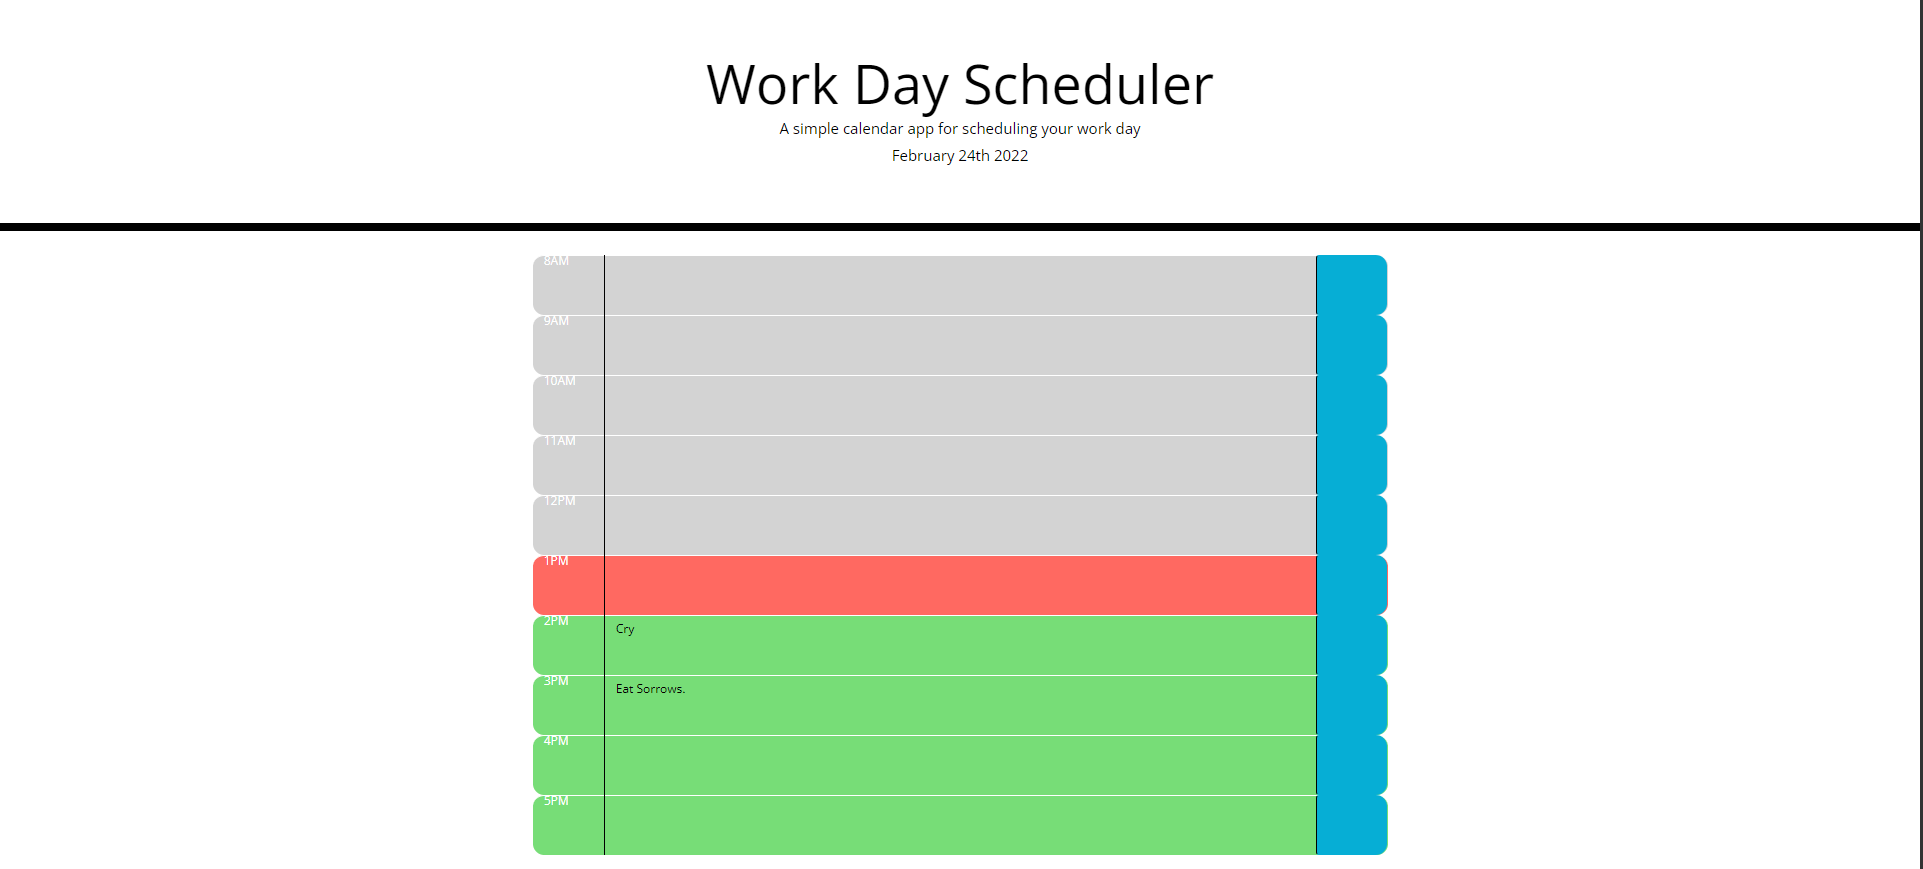 Work Day Scheduler
A simple calendar app for scheduling your work day
February 24th 2022
8AM
9AM
10AM
11AM
12PM
1PM
2PM
Cry
3PM
Eat Sorrows.
4PM
5PM